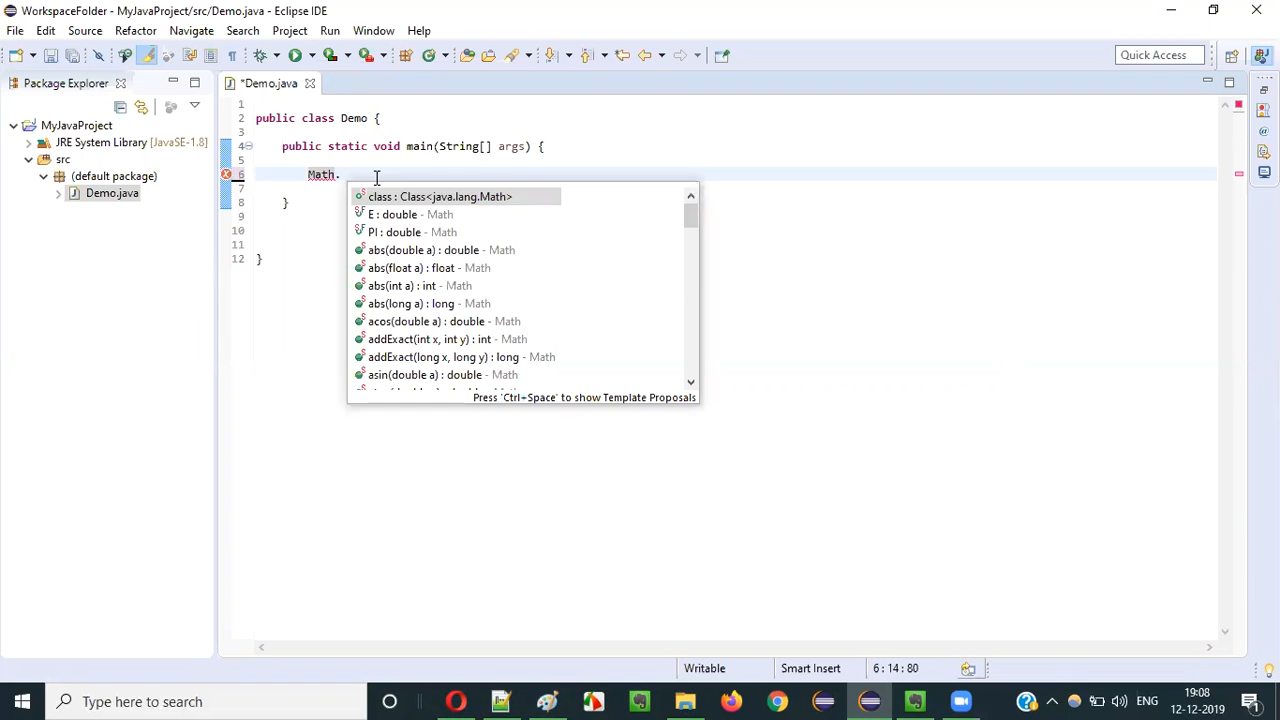 WorkspaceFolder - MyJavaProject/src/Demo.java - Eclipse IDE
File Edit Source Refactor Navigate Search Project Run Window Help
Quick Access
Package Explorer
*Demo.java
MyJavaProject
JRE System Library [JavaSE-1.8]
src
(default package)
Demo.java
1
2 public class Demo {
3
4 public static void main(String[] args) {
5
6 Math.
7
8 }
9
10
11
12 }
class : Class<java.lang.Math>
E : double - Math
PI : double - Math
abs(double a) : double - Math
abs(float a) : float - Math
abs(int a) : int - Math
abs(long a) : long - Math
acos(double a) : double - Math
addExact(int x, int y) : int - Math
addExact(long x, long y) : long - Math
asin(double a) : double - Math
Press 'Ctrl+Space' to show Template Proposals
Writable Smart Insert 6 : 14 : 80
Type here to search
ENG
19:08
12-12-2019
1